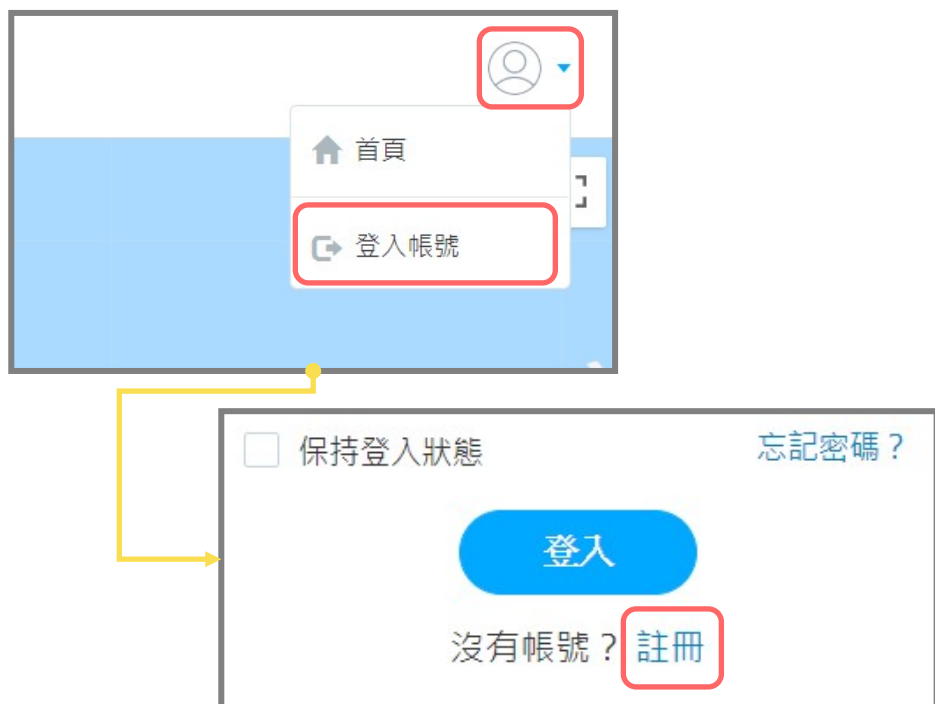 首頁
登入帳號
保持登入狀態
忘記密碼？
登入
沒有帳號？註冊